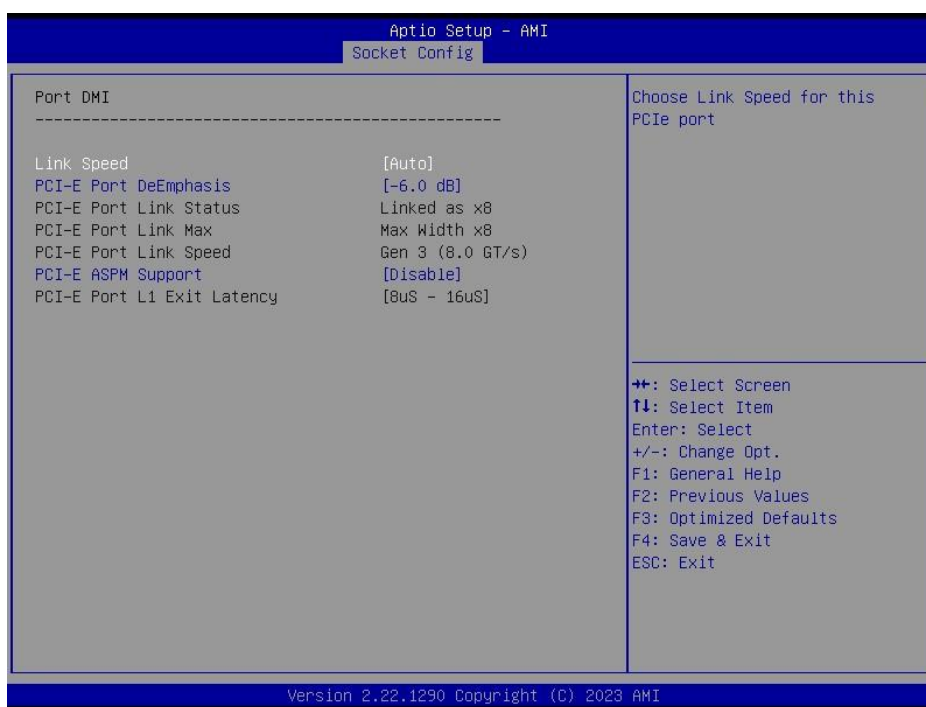 Aptio Setup – AMI
Socket Config
Port DMI
--------------------------------------------------
Link Speed [Auto]
PCI-E Port DeEmphasis [-6.0 dB]
PCI-E Port Link Status Linked as x8
PCI-E Port Link Max Max Width x8
PCI-E Port Link Speed Gen 3 (8.0 GT/s)
PCI-E ASPM Support [Disable]
PCI-E Port L1 Exit Latency [8uS - 16uS]
Choose Link Speed for this
PCIe port
→←: Select Screen
↑↓: Select Item
Enter: Select
+/-: Change Opt.
F1: General Help
F2: Previous Values
F3: Optimized Defaults
F4: Save & Exit
ESC: Exit
Version 2.22.1290 Copyright (C) 2023 AMI